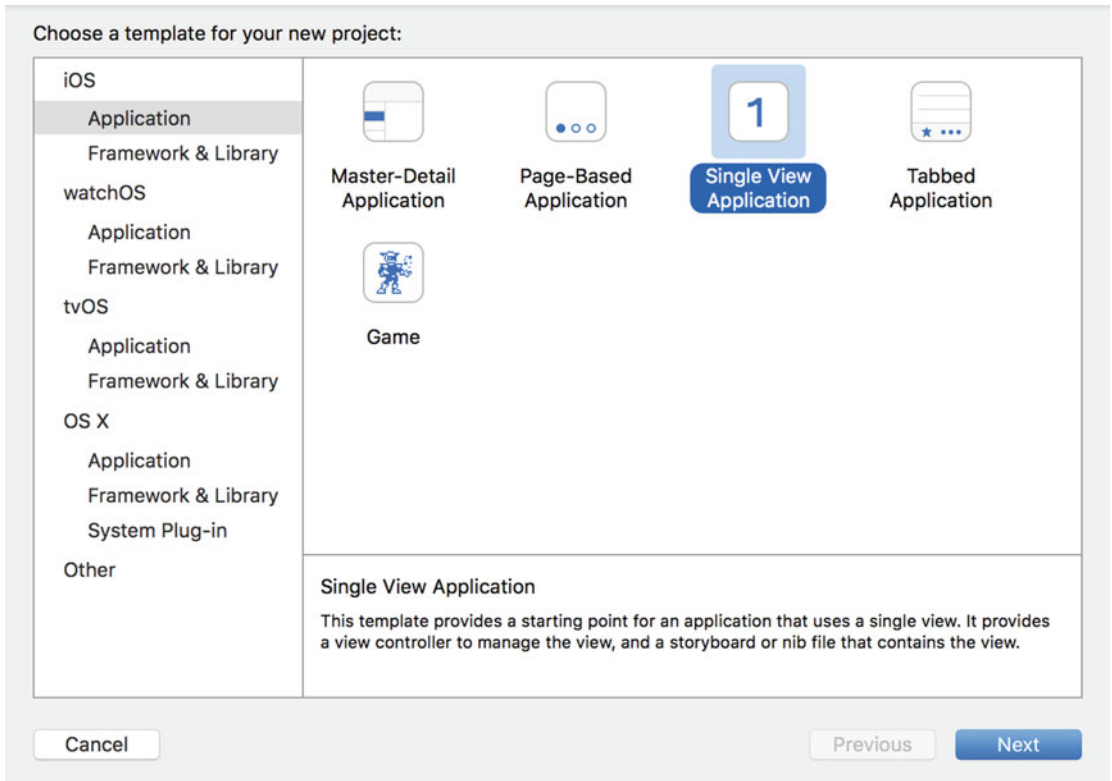 Choose a template for your new project:
iOS
Application
Framework & Library
watchOS
Application
Framework & Library
tvOS
Application
Framework & Library
OS X
Application
Framework & Library
System Plug-in
Other
Master-Detail
Application
Page-Based
Application
1
Single View
Application
Tabbed
Application
Game
Single View Application
This template provides a starting point for an application that uses a single view. It provides
a view controller to manage the view, and a storyboard or nib file that contains the view.
Cancel
Previous
Next